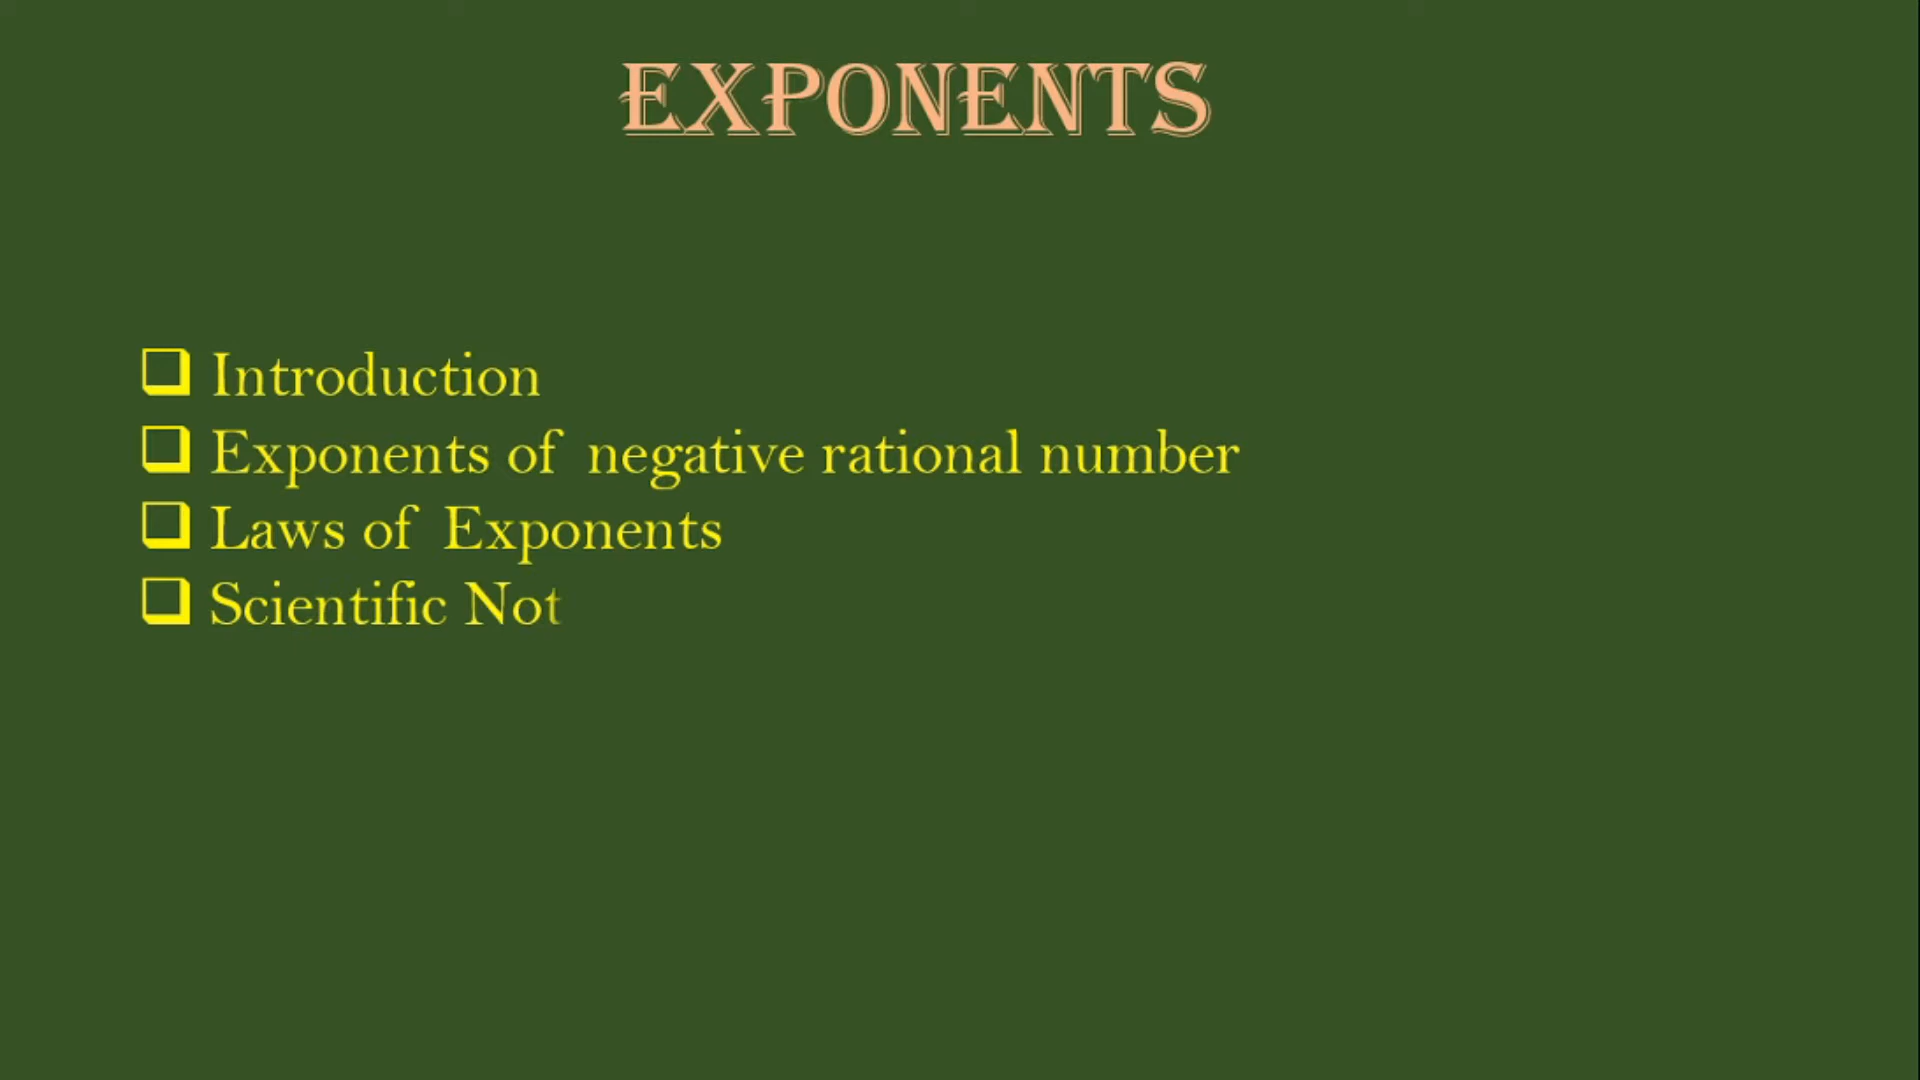 EXPONENTS
❑ Introduction
❑ Exponents of negative rational number
❑ Laws of Exponents
❑ Scientific Not